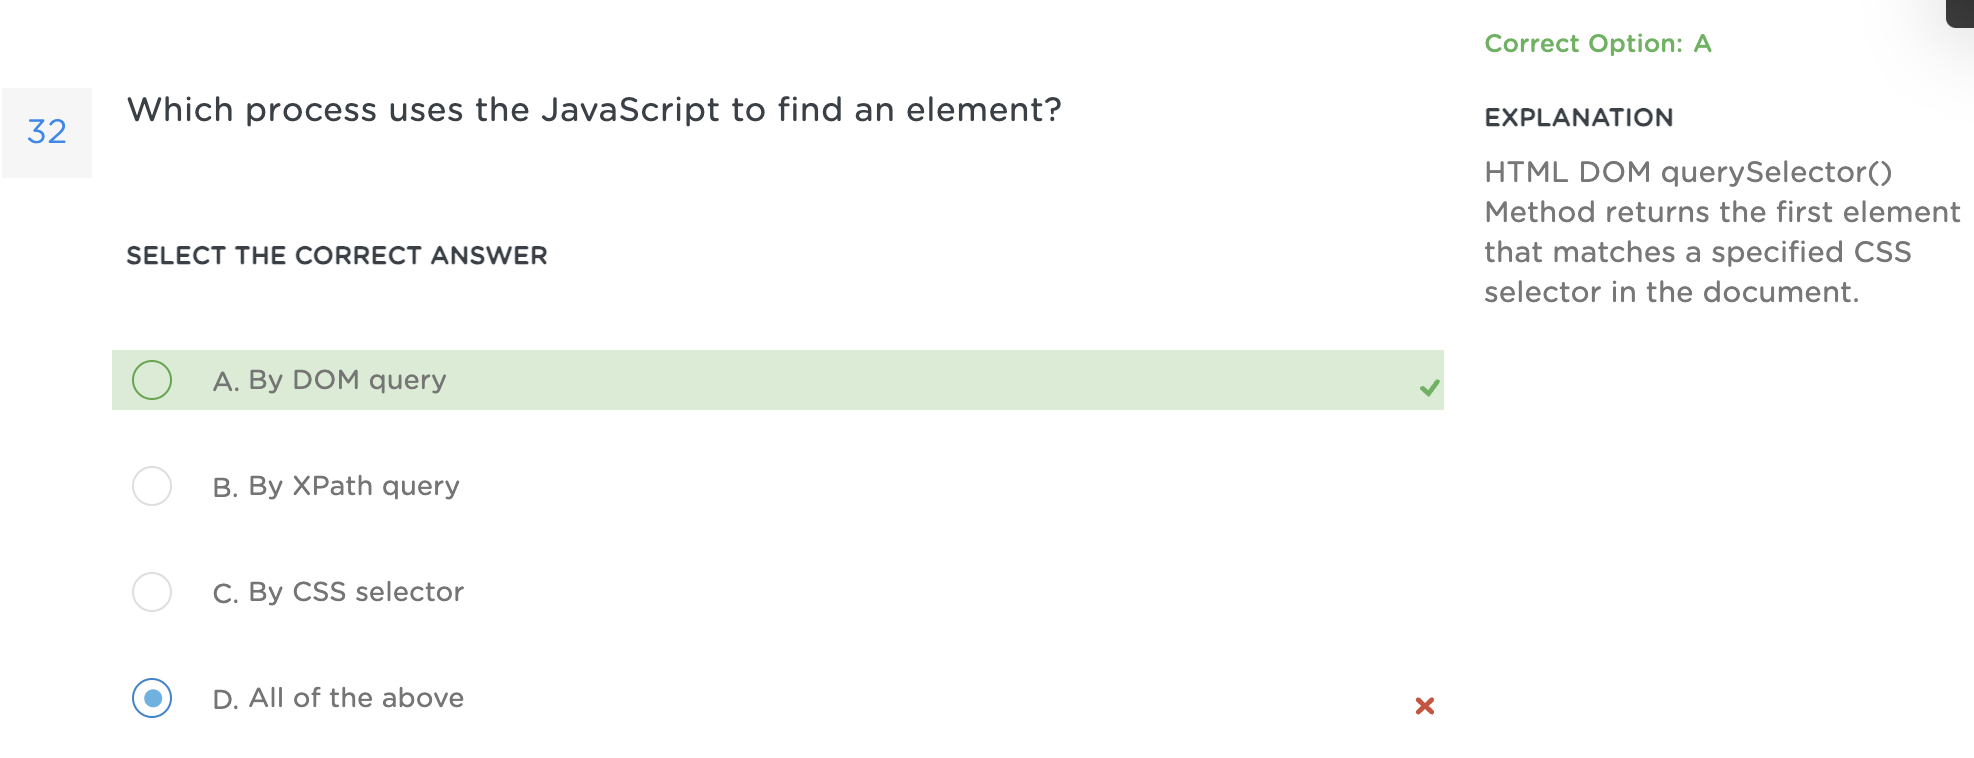 32
Which process uses the JavaScript to find an element?
SELECT THE CORRECT ANSWER
A. By DOM query
B. By XPath query
C. By CSS selector
D. All of the above
Correct Option: A
EXPLANATION
HTML DOM querySelector()
Method returns the first element
that matches a specified CSS
selector in the document.